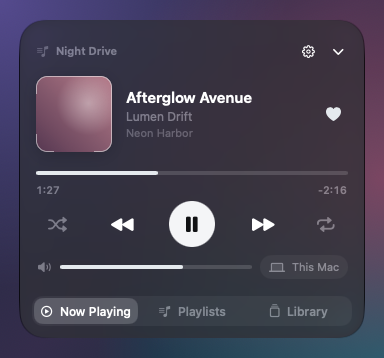 Night Drive
Afterglow Avenue
Lumen Drift
Neon Harbor
1:27
-2:16
This Mac
Now Playing
Playlists
Library